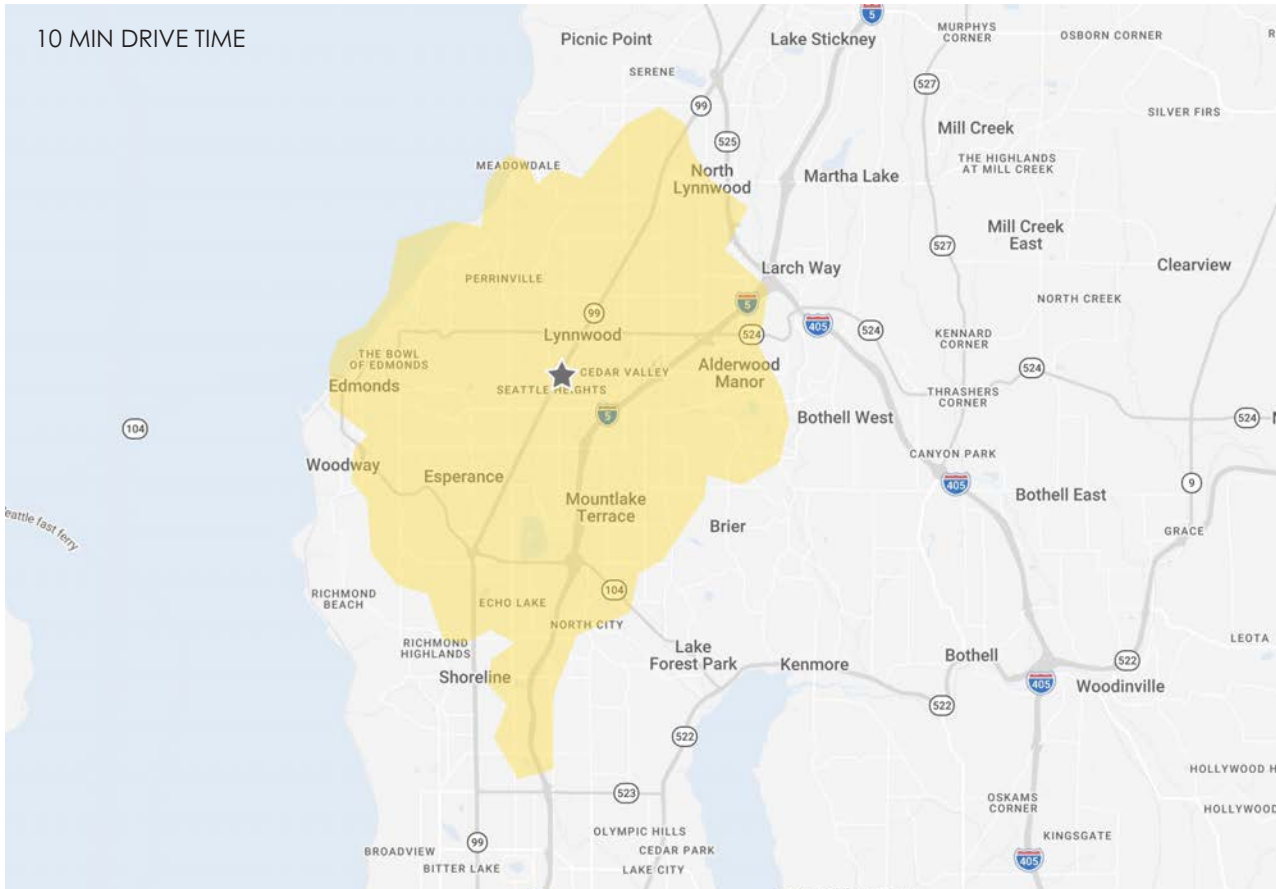 10 MIN DRIVE TIME
5
Picnic Point
Lake Stickney
MURPHYS
CORNER
OSBORN CORNER
SERENE
527
99
SILVER FIRS
525
Mill Creek
MEADOWDALE
North
Lynnwood
Martha Lake
THE HIGHLANDS
AT MILL CREEK
Mill Creek
East
527
Clearview
PERRINVILLE
Larch Way
5
NORTH CREEK
99
405
524
Lynnwood
524
KENNARD
CORNER
THE BOWL
OF EDMONDS
Edmonds
CEDAR VALLEY
SEATTLE HEIGHTS
Alderwood
Manor
524
THRASHERS
CORNER
5
Bothell West
524
104
CANYON PARK
Woodway
Esperance
405
9
Mountlake
Terrace
Bothell East
Brier
eattle fast ferry
GRACE
RICHMOND
BEACH
104
ECHO LAKE
NORTH CITY
RICHMOND
HIGHLANDS
Lake
Forest Park
LEOTA
Shoreline
Kenmore
Bothell
522
405
Woodinville
522
522
HOLLYWOOD H
523
OSKAMS
CORNER
HOLLYWOOD
OLYMPIC HILLS
99
KINGSGATE
BROADVIEW
CEDAR PARK
BITTER LAKE
LAKE CITY
405